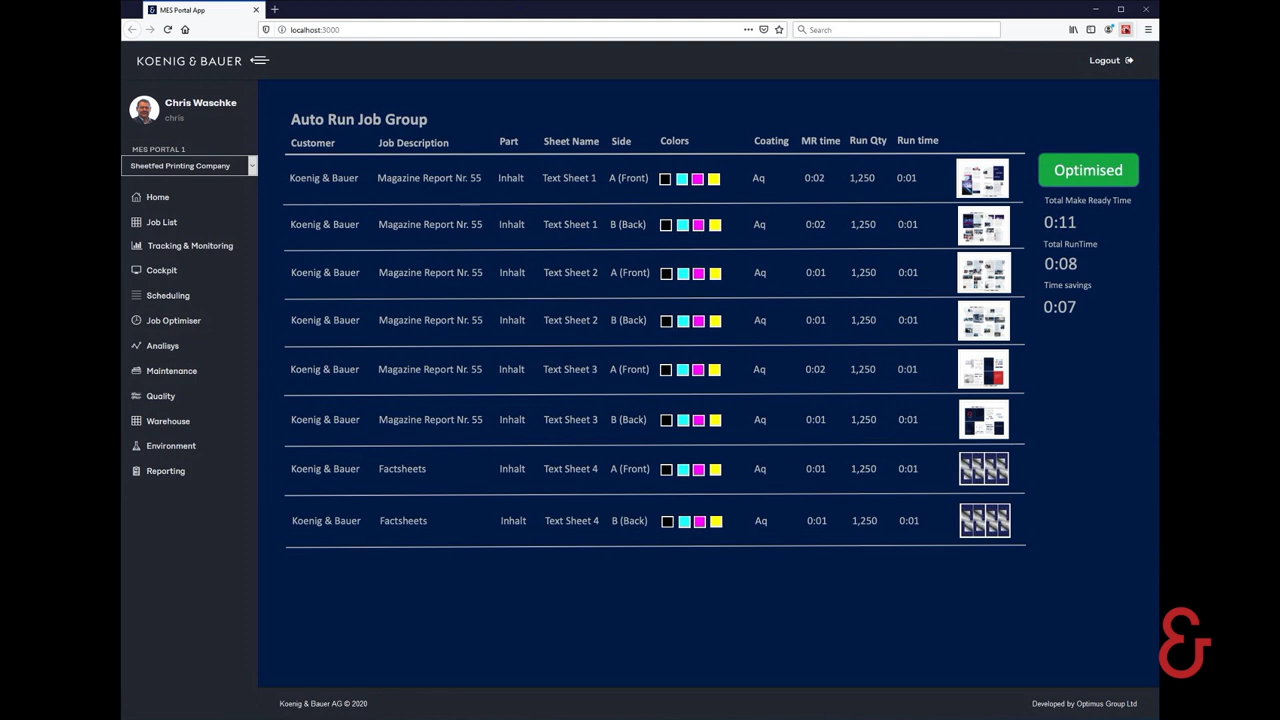 MES Portal App
localhost:3000
Search
KOENIG & BAUER
Logout
Chris Waschke
chris
MES PORTAL 1
Sheetfed Printing Company
Home
Job List
Tracking & Monitoring
Cockpit
Scheduling
Job Optimiser
Analisys
Maintenance
Quality
Warehouse
Environment
Reporting
Auto Run Job Group
Customer Job Description Part Sheet Name Side Colors Coating MR time Run Qty Run time
Koenig & Bauer Magazine Report Nr. 55 Inhalt Text Sheet 1 A (Front) Aq 0:02 1,250 0:01
Koenig & Bauer Magazine Report Nr. 55 Inhalt Text Sheet 1 B (Back) Aq 0:02 1,250 0:01
Koenig & Bauer Magazine Report Nr. 55 Inhalt Text Sheet 2 A (Front) Aq 0:01 1,250 0:01
Koenig & Bauer Magazine Report Nr. 55 Inhalt Text Sheet 2 B (Back) Aq 0:01 1,250 0:01
Koenig & Bauer Magazine Report Nr. 55 Inhalt Text Sheet 3 A (Front) Aq 0:02 1,250 0:01
Koenig & Bauer Magazine Report Nr. 55 Inhalt Text Sheet 3 B (Back) Aq 0:01 1,250 0:01
Koenig & Bauer Factsheets Inhalt Text Sheet 4 A (Front) Aq 0:01 1,250 0:01
Koenig & Bauer Factsheets Inhalt Text Sheet 4 B (Back) Aq 0:01 1,250 0:01
Optimised
Total Make Ready Time
0:11
Total RunTime
0:08
Time savings
0:07
&
Koenig & Bauer AG © 2020
Developed by Optimus Group Ltd